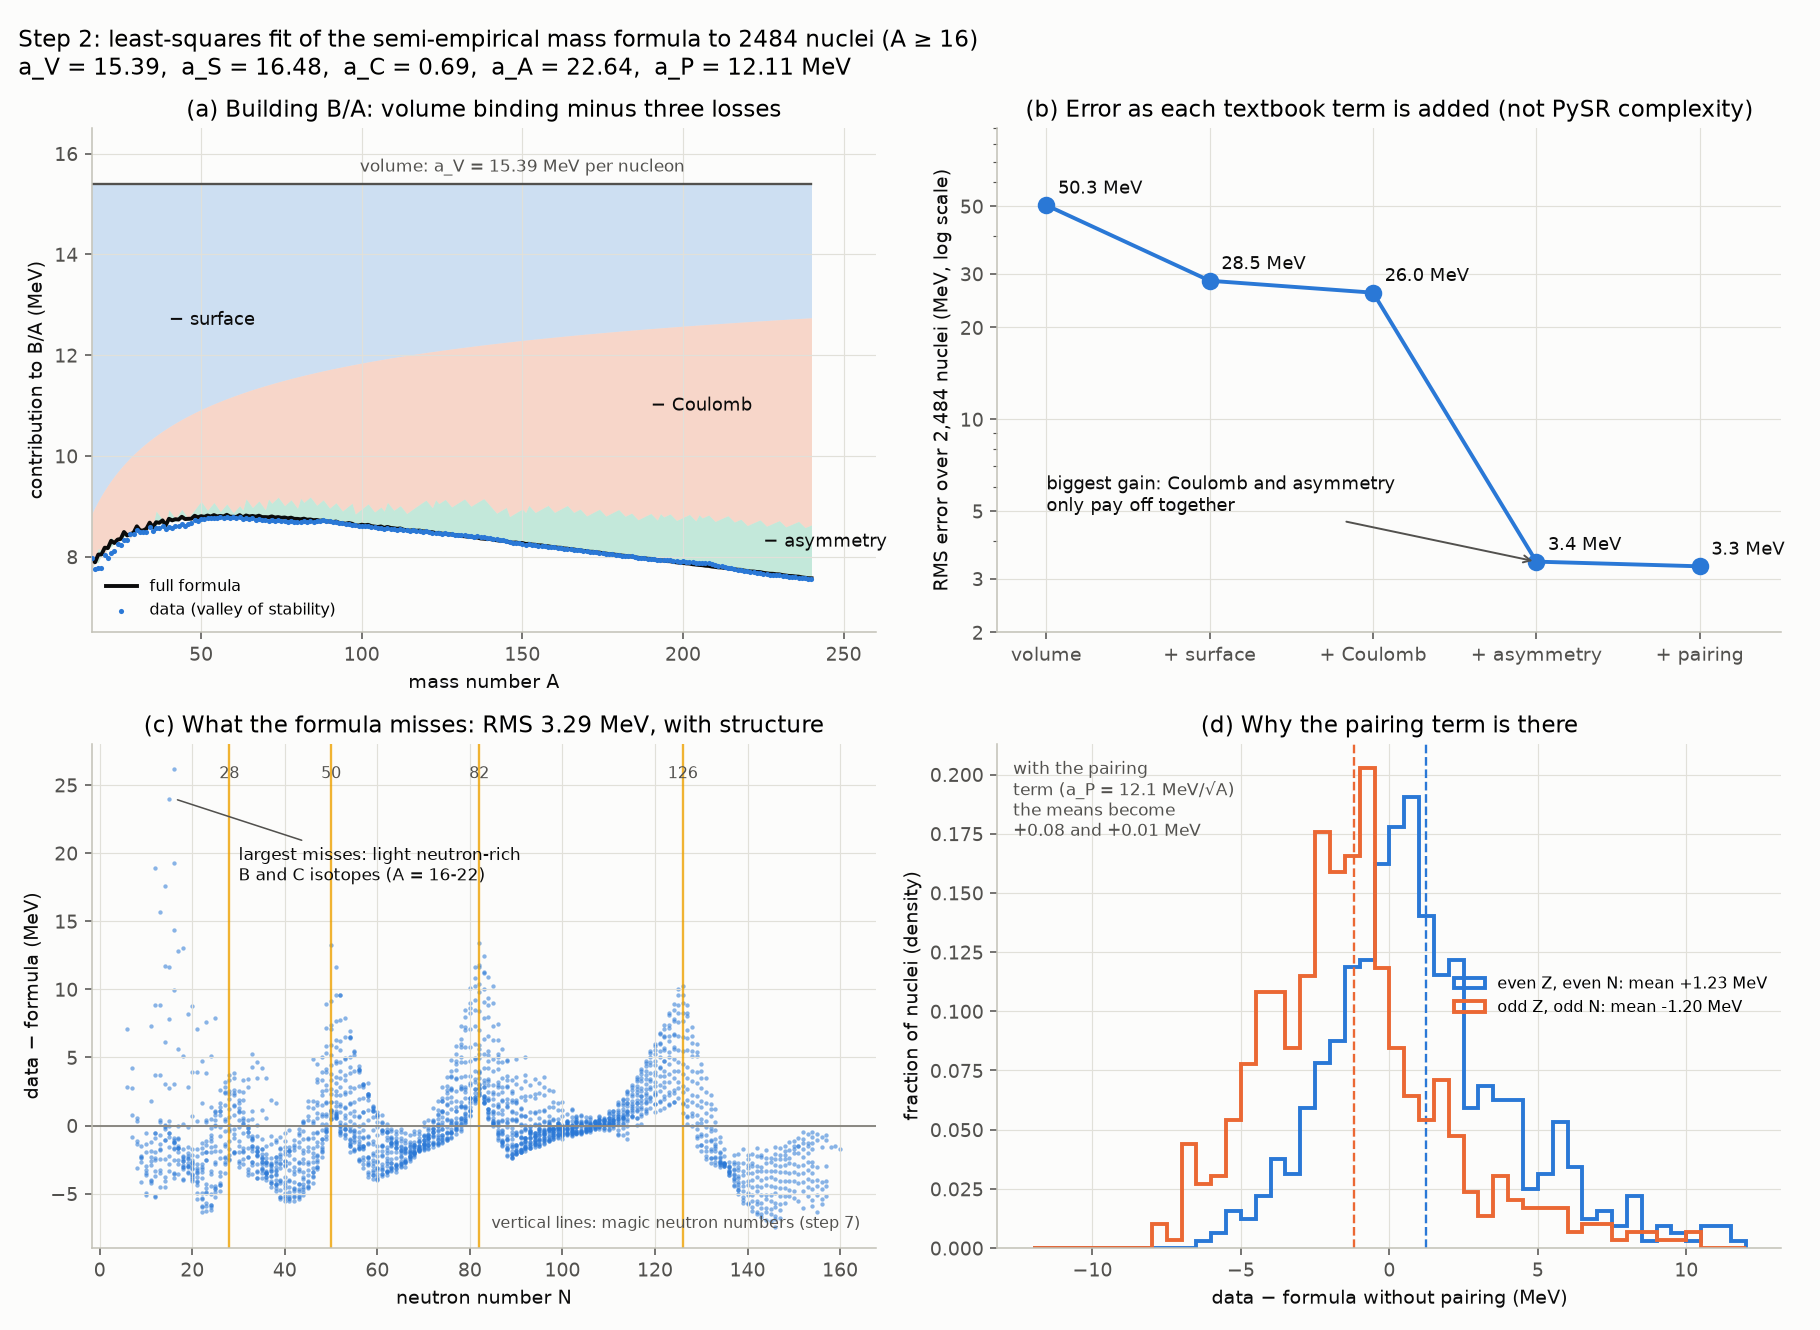 Step 2: least-squares fit of the semi-empirical mass formula to 2484 nuclei (A ≥ 16)
a_V = 15.39,  a_S = 16.48,  a_C = 0.69,  a_A = 22.64,  a_P = 12.11 MeV
(a) Building B/A: volume binding minus three losses
contribution to B/A (MeV)
16
14
12
10
8
volume: a_V = 15.39 MeV per nucleon
− surface
− Coulomb
− asymmetry
full formula
data (valley of stability)
50
100
150
200
250
mass number A
(b) Error as each textbook term is added (not PySR complexity)
RMS error over 2,484 nuclei (MeV, log scale)
50
30
20
10
5
3
2
50.3 MeV
28.5 MeV
26.0 MeV
biggest gain: Coulomb and asymmetry
only pay off together
3.4 MeV
3.3 MeV
volume
+ surface
+ Coulomb
+ asymmetry
+ pairing
(c) What the formula misses: RMS 3.29 MeV, with structure
data − formula (MeV)
25
20
15
10
5
0
−5
28
50
82
126
largest misses: light neutron-rich
B and C isotopes (A = 16-22)
vertical lines: magic neutron numbers (step 7)
0
20
40
60
80
100
120
140
160
neutron number N
(d) Why the pairing term is there
fraction of nuclei (density)
0.200
0.175
0.150
0.125
0.100
0.075
0.050
0.025
0.000
with the pairing
term (a_P = 12.1 MeV/√A)
the means become
+0.08 and +0.01 MeV
even Z, even N: mean +1.23 MeV
odd Z, odd N: mean -1.20 MeV
−10
−5
0
5
10
data − formula without pairing (MeV)